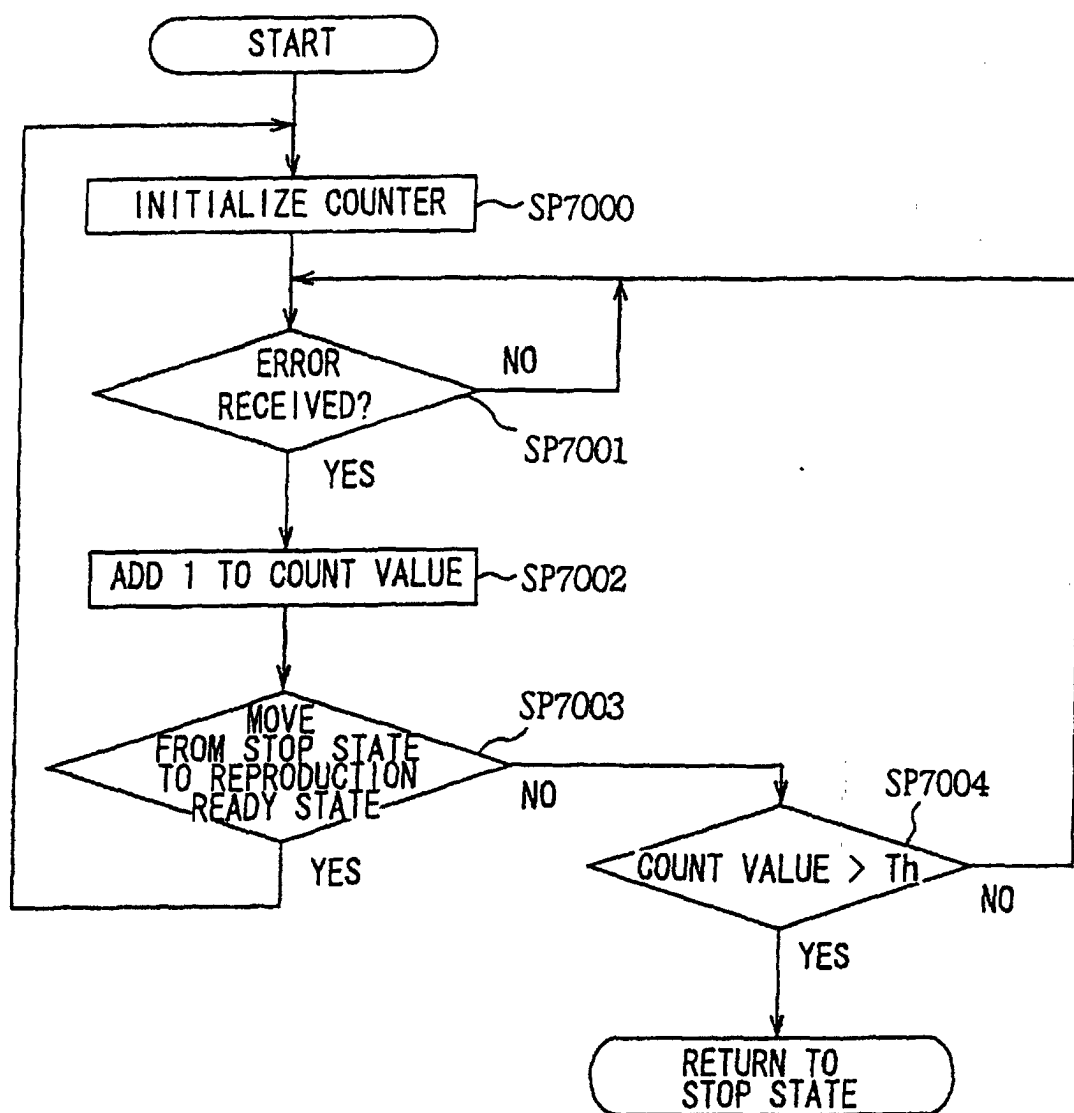 START
INITIALIZE COUNTER
SP7000
ERROR
RECEIVED?
NO
SP7001
YES
ADD 1 TO COUNT VALUE
SP7002
MOVE
FROM STOP STATE
TO REPRODUCTION
READY STATE
SP7003
NO
YES
COUNT VALUE > Th
SP7004
NO
YES
RETURN TO
STOP STATE